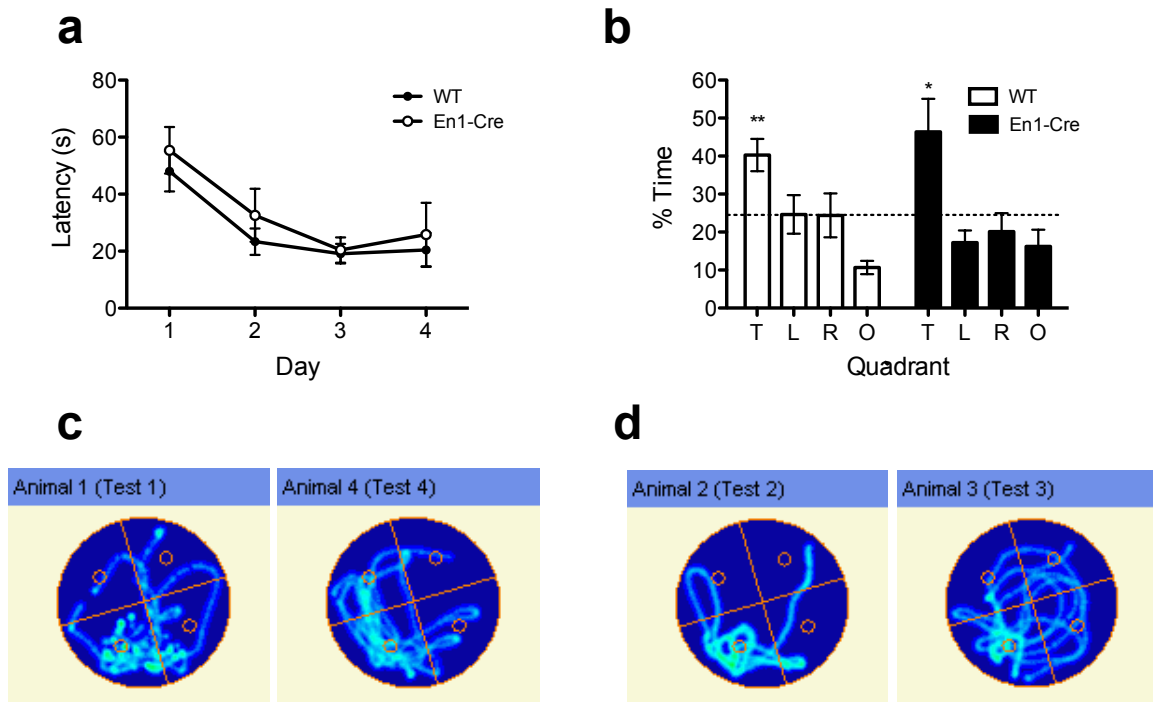 a
80
60
40
20
0
Latency (s)
1 2 3 4
Day
WT
En1-Cre
b
60
50
40
30
20
10
0
% Time
** *
WT
En1-Cre
T L R O T L R O
Quadrant
c
Animal 1 (Test 1) Animal 4 (Test 4)
d
Animal 2 (Test 2) Animal 3 (Test 3)